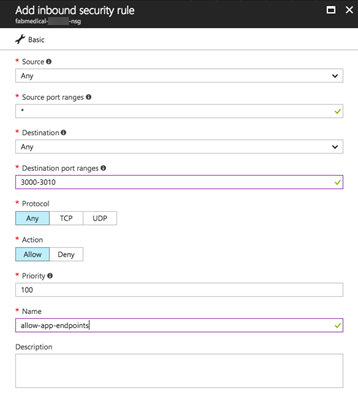 Add inbound security rule
fabmedical- -nsg
Basic
* Source
Any
* Source port ranges
*
* Destination
Any
* Destination port ranges
3000-3010
* Protocol
Any TCP UDP
* Action
Allow Deny
* Priority
100
* Name
allow-app-endpoints
Description